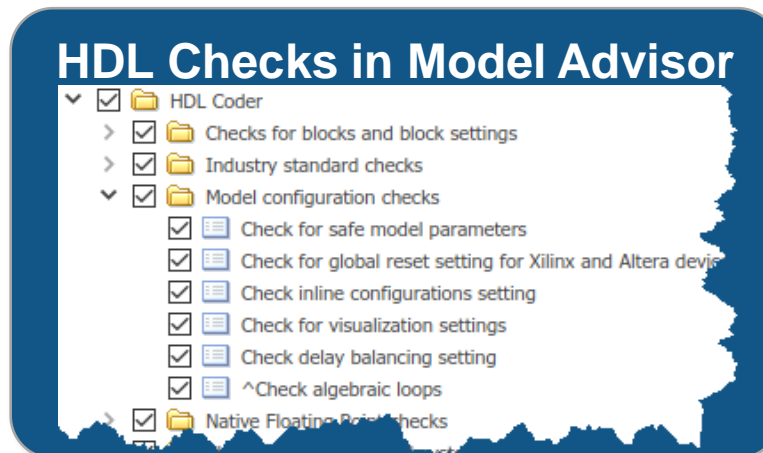 HDL Checks in Model Advisor
HDL Coder
Checks for blocks and block settings
Industry standard checks
Model configuration checks
Check for safe model parameters
Check for global reset setting for Xilinx and Altera
Check inline configurations setting
Check for visualization settings
Check delay balancing setting
^Check algebraic loops
Native Floating Point checks